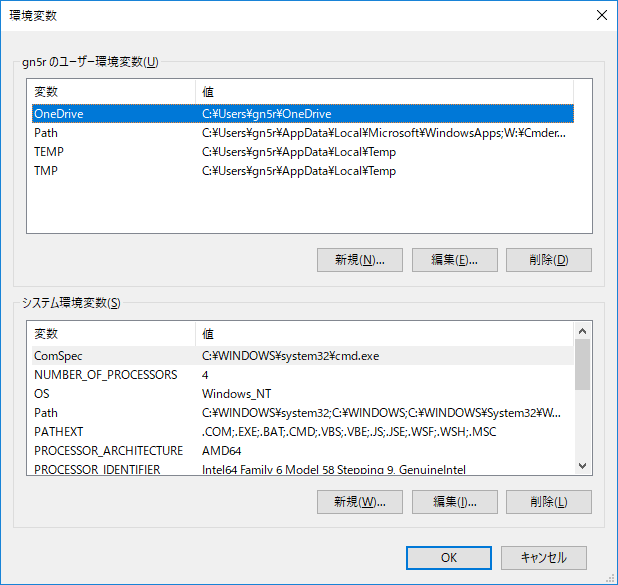 環境変数
gn5r のユーザー環境変数(U)
変数 値
OneDrive C:¥Users¥gn5r¥OneDrive
Path C:¥Users¥gn5r¥AppData¥Local¥Microsoft¥WindowsApps;W:¥Cmder...
TEMP C:¥Users¥gn5r¥AppData¥Local¥Temp
TMP C:¥Users¥gn5r¥AppData¥Local¥Temp
新規(N)... 編集(E)... 削除(D)
システム環境変数(S)
変数 値
ComSpec C:¥WINDOWS¥system32¥cmd.exe
NUMBER_OF_PROCESSORS 4
OS Windows_NT
Path C:¥WINDOWS¥system32;C:¥WINDOWS;C:¥WINDOWS¥System32¥W...
PATHEXT .COM;.EXE;.BAT;.CMD;.VBS;.VBE;.JS;.JSE;.WSF;.WSH;.MSC
PROCESSOR_ARCHITECTURE AMD64
PROCESSOR_IDENTIFIER Intel64 Family 6 Model 58 Stepping 9, GenuineIntel
新規(W)... 編集(I)... 削除(L)
OK キャンセル